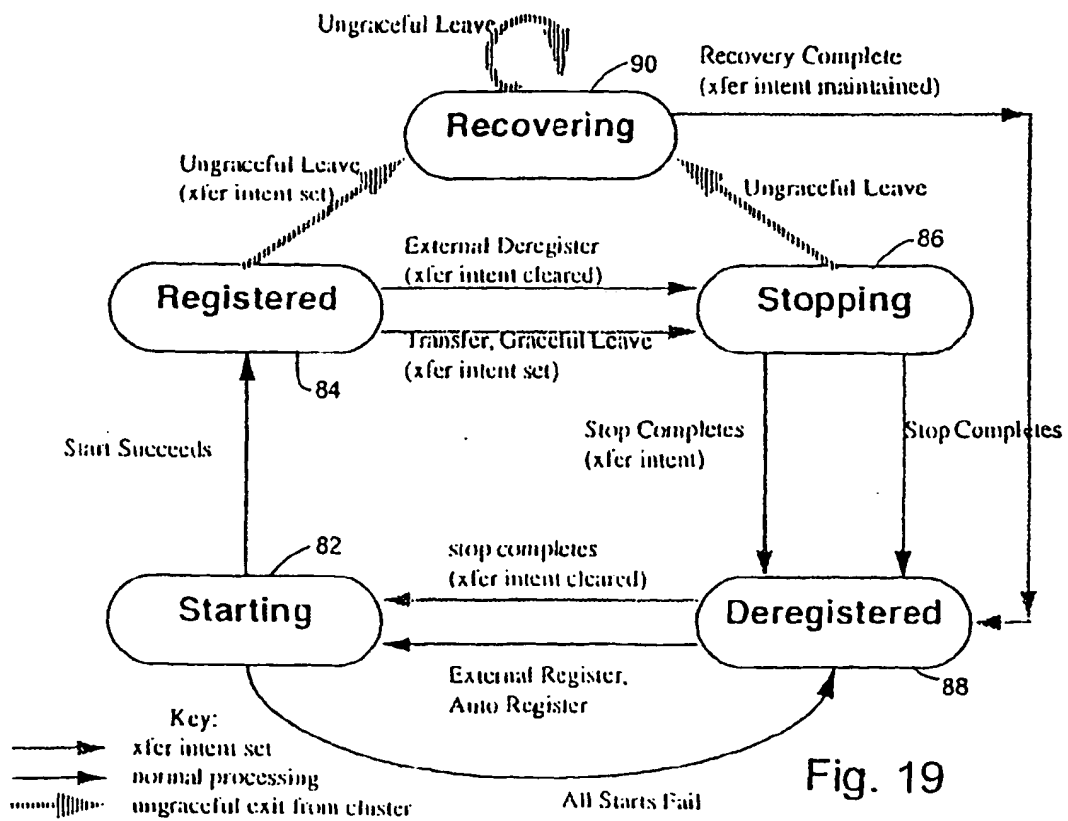 Ungraceful Leave
90
Recovery Complete
(xfer intent maintained)
Recovering
Ungraceful Leave
(xfer intent set)
Ungraceful Leave
External Deregister
(xfer intent cleared)
86
Registered
Stopping
Transfer, Graceful Leave
(xfer intent set)
84
Stop Completes
(xfer intent)
Stop Completes
Start Succeeds
82
stop completes
(xfer intent cleared)
Starting
Deregistered
External Register,
Auto Register
88
Key:
xfer intent set
normal processing
ungraceful exit from cluster
All Starts Fail
Fig. 19